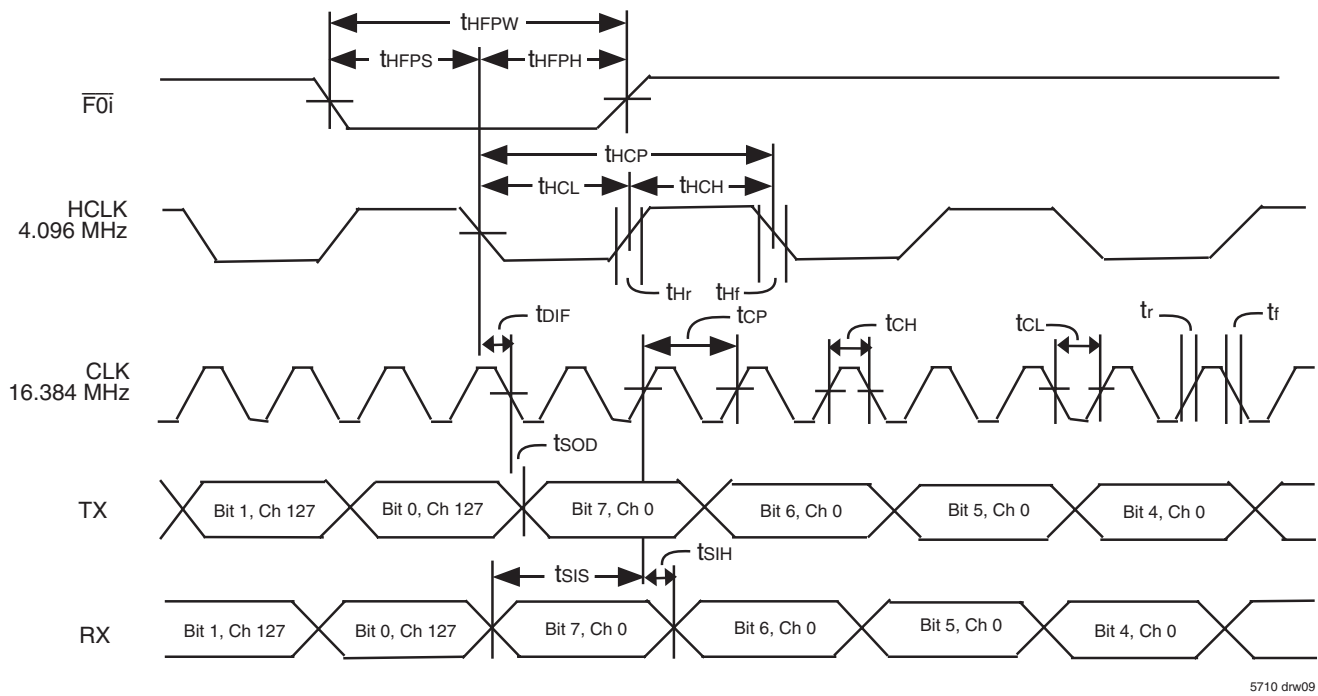 tHFPW
tHFPS
tHFPH
F0i
tHCP
tHCL
tHCH
HCLK
4.096 MHz
tHr
tHf
tDIF
tCP
tCH
tCL
tr
tf
CLK
16.384 MHz
tSOD
TX
Bit 1, Ch 127
Bit 0, Ch 127
Bit 7, Ch 0
Bit 6, Ch 0
Bit 5, Ch 0
Bit 4, Ch 0
tSIS
tSIH
RX
Bit 1, Ch 127
Bit 0, Ch 127
Bit 7, Ch 0
Bit 6, Ch 0
Bit 5, Ch 0
Bit 4, Ch 0
5710 drw09